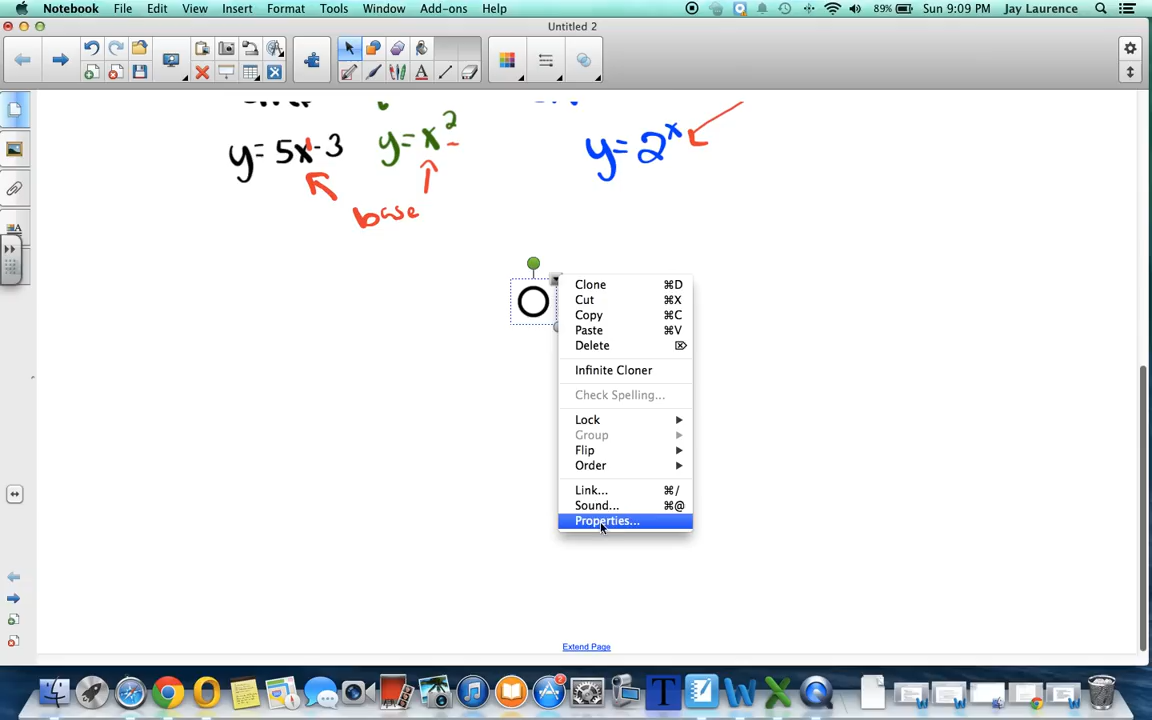 Notebook File Edit View Insert Format Tools Window Add-ons Help 89% Sun 9:09 PM Jay Laurence
Untitled 2
y= 5x¹-3 y=x² y=2ˣ
base
Clone ⌘D
Cut ⌘X
Copy ⌘C
Paste ⌘V
Delete ⌦
Infinite Cloner
Check Spelling...
Lock
Group
Flip
Order
Link... ⌘/
Sound... ⌘@
Properties...
Extend Page